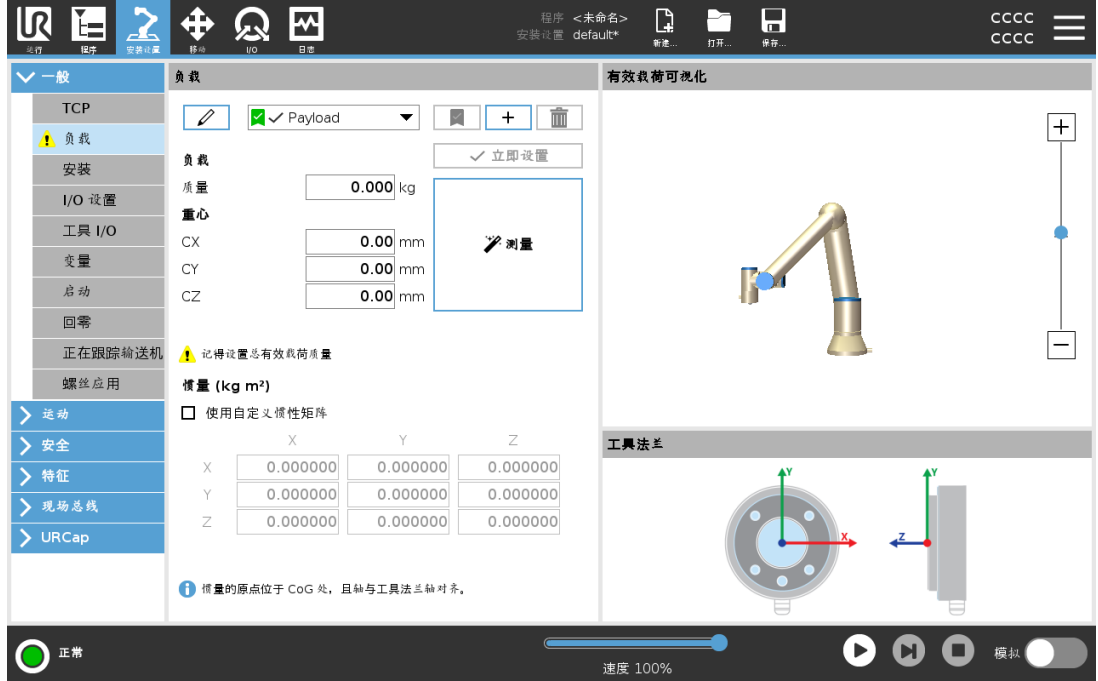 程序 <未命名>
安装设置 default*
运行 程序 安装设置 移动 I/O 日志 新建... 打开... 保存...
CCCC
CCCC
一般
TCP
负载
安装
I/O 设置
工具 I/O
变量
启动
回零
正在跟踪输送机
螺丝应用
运动
安全
特征
现场总线
URCap
负载
Payload
负载
立即设置
质量 0.000 kg
重心
CX 0.00 mm
CY 0.00 mm
CZ 0.00 mm
测量
记得设置总有效载荷质量
惯量 (kg m²)
使用自定义惯性矩阵
X Y Z
X 0.000000 0.000000 0.000000
Y 0.000000 0.000000 0.000000
Z 0.000000 0.000000 0.000000
惯量的原点位于 CoG 处，且轴与工具法兰轴对齐。
有效载荷可视化
工具法兰
Y
X
Y
Z
正常
速度 100%
模拟